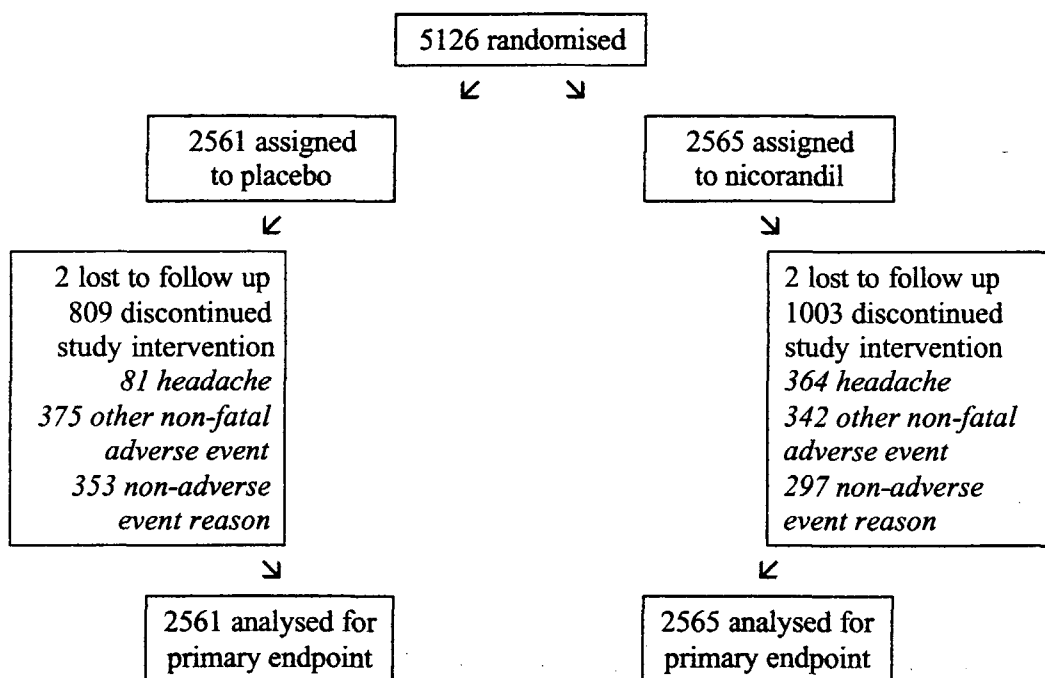 5126 randomised
2561 assigned
to placebo
2565 assigned
to nicorandil
2 lost to follow up
809 discontinued
study intervention
81 headache
375 other non-fatal
adverse event
353 non-adverse
event reason
2 lost to follow up
1003 discontinued
study intervention
364 headache
342 other non-fatal
adverse event
297 non-adverse
event reason
2561 analysed for
primary endpoint
2565 analysed for
primary endpoint